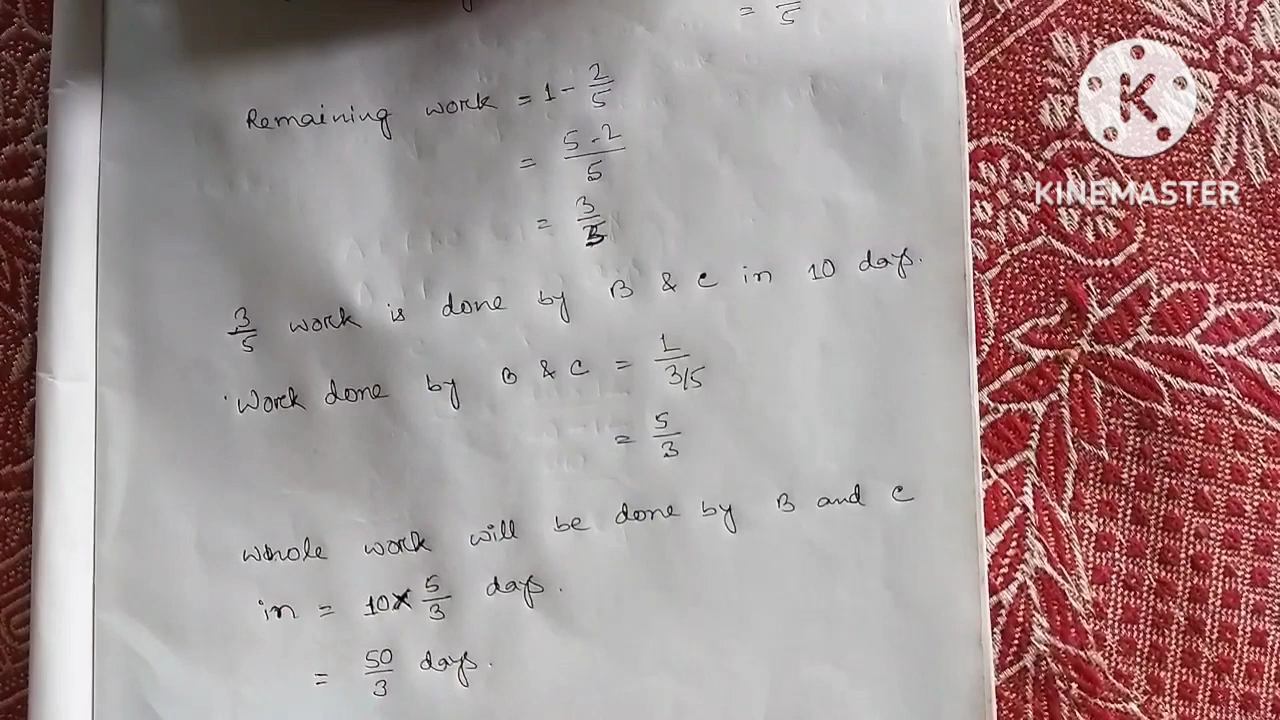 = /5
Remaining work = 1 - 2/5
= 5-2/5
= 3/5
3/5 work is done by B & C in 10 days.
Work done by B & C = 1/3/5
= 5/3
Whole work will be done by B and C
in = 10 × 5/3 days.
= 50/3 days.
K
KINEMASTER